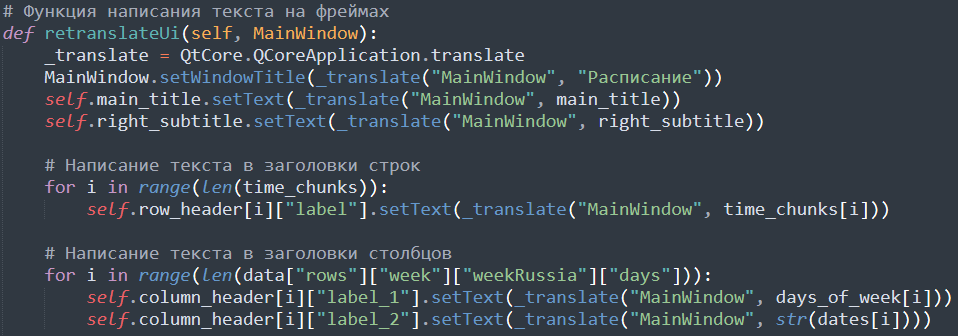 # Функция написания текста на фреймах
def retranslateUi(self, MainWindow):
    _translate = QtCore.QCoreApplication.translate
    MainWindow.setWindowTitle(_translate("MainWindow", "Расписание"))
    self.main_title.setText(_translate("MainWindow", main_title))
    self.right_subtitle.setText(_translate("MainWindow", right_subtitle))

    # Написание текста в заголовки строк
    for i in range(len(time_chunks)):
        self.row_header[i]["label"].setText(_translate("MainWindow", time_chunks[i]))

    # Написание текста в заголовки столбцов
    for i in range(len(data["rows"]["week"]["weekRussia"]["days"])):
        self.column_header[i]["label_1"].setText(_translate("MainWindow", days_of_week[i]))
        self.column_header[i]["label_2"].setText(_translate("MainWindow", str(dates[i])))